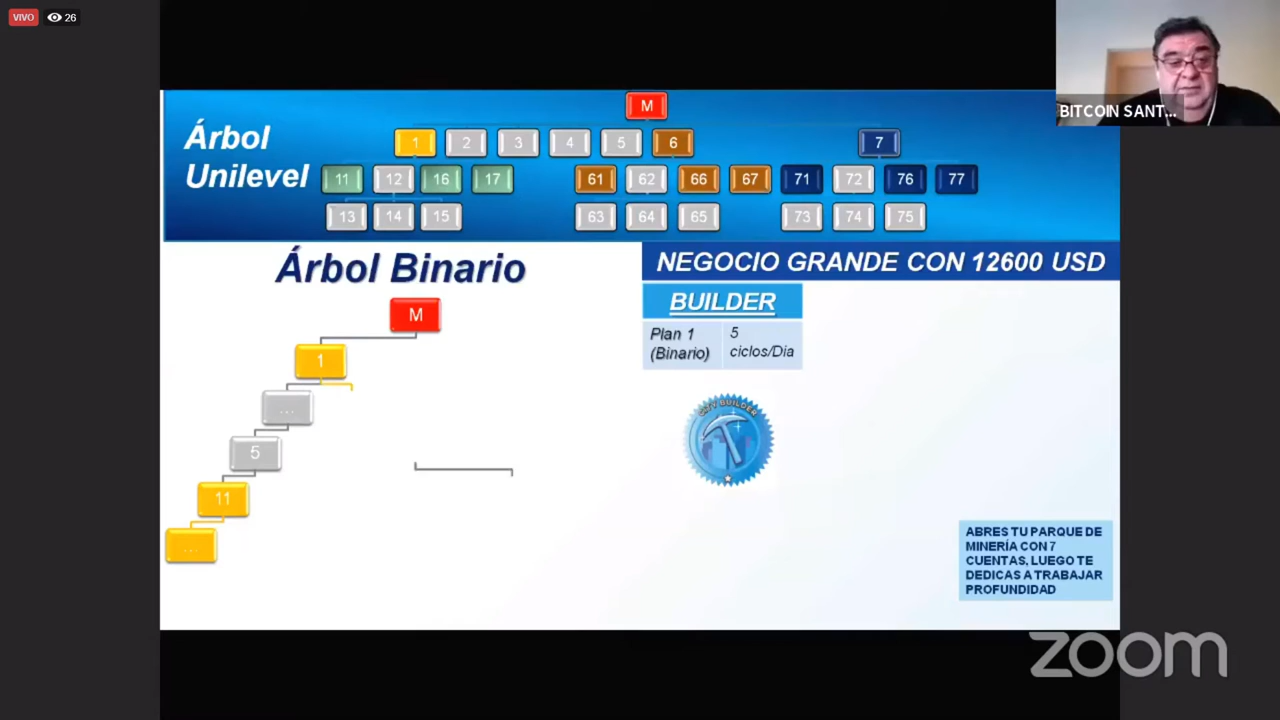 VIVO
26
BITCOIN SANT...
Árbol
Unilevel
M
1 2 3 4 5 6 7
11 12 16 17 61 62 66 67 71 72 76 77
13 14 15 63 64 65 73 74 75
Árbol Binario
M
1
...
5
11
...
NEGOCIO GRANDE CON 12600 USD
BUILDER
Plan 1
(Binario)
5
ciclos/Dia
CITY BUILDER
ABRES TU PARQUE DE
MINERÍA CON 7
CUENTAS, LUEGO TE
DEDICAS A TRABAJAR
PROFUNDIDAD
zoom